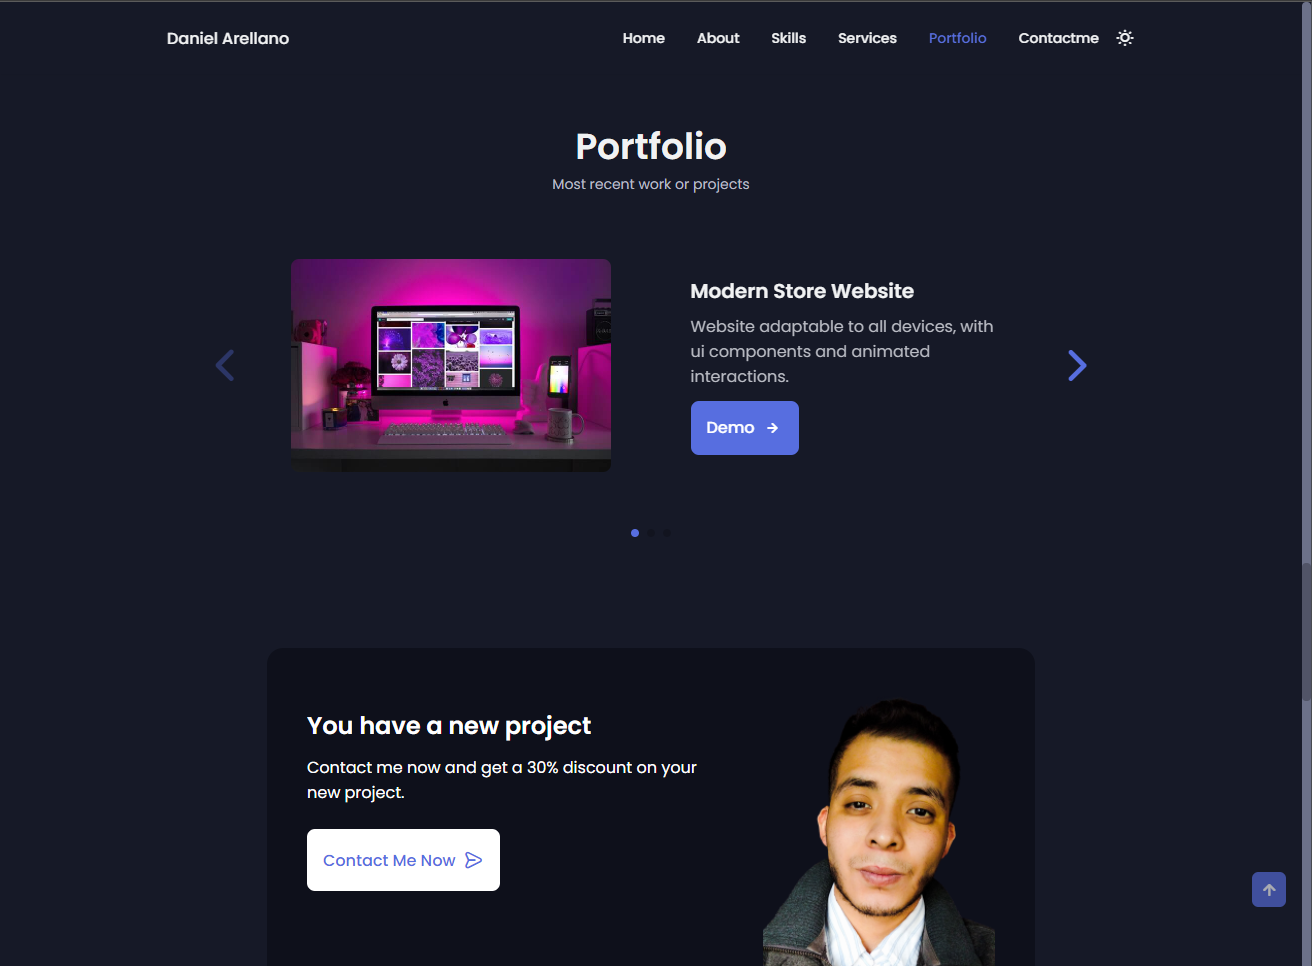 Daniel Arellano
Home About Skills Services Portfolio Contactme
Portfolio
Most recent work or projects
Modern Store Website
Website adaptable to all devices, with
ui components and animated
interactions.
Demo
You have a new project
Contact me now and get a 30% discount on your
new project.
Contact Me Now